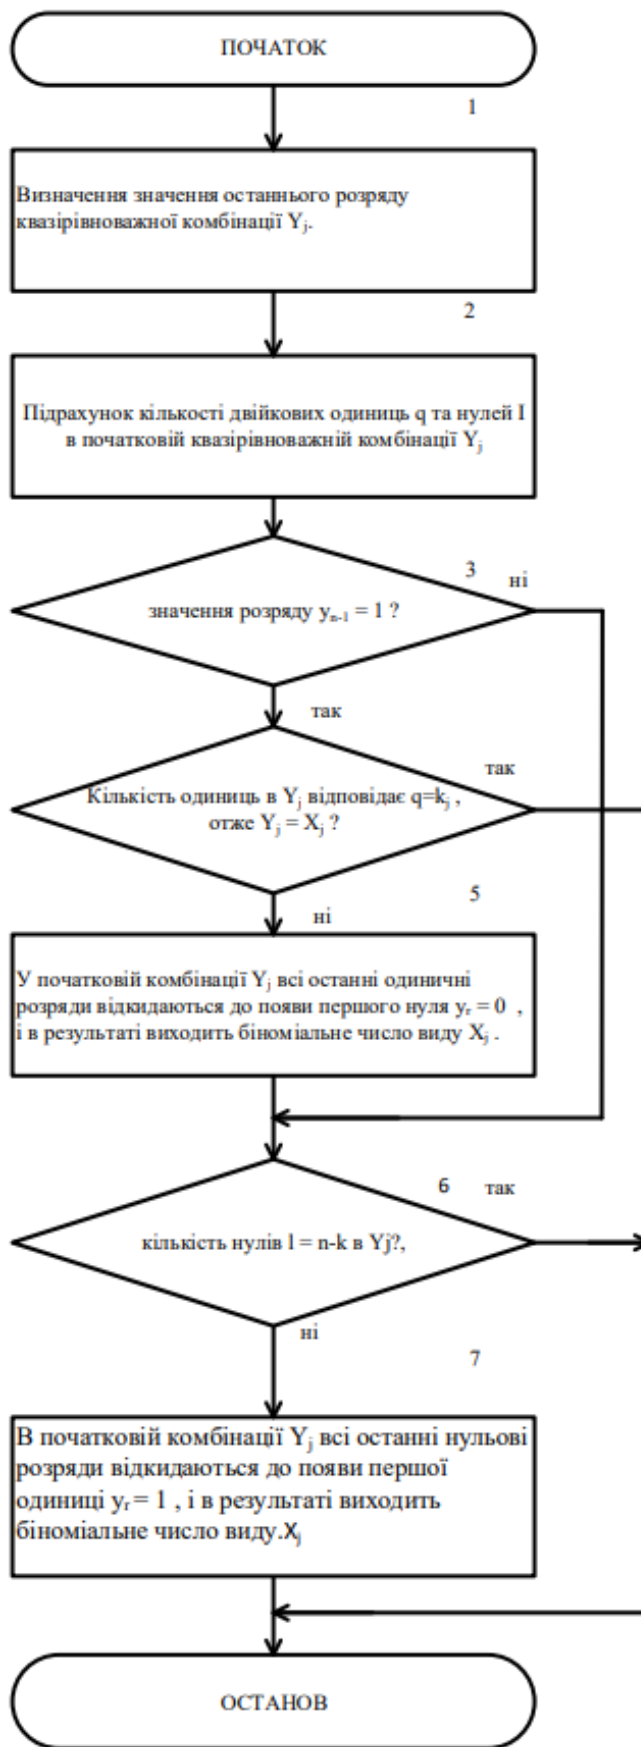 ПОЧАТОК
1
Визначення значення останнього розряду
квазірівноважної комбінації Yj.
2
Підрахунок кількості двійкових одиниць q та нулей I
в початковій квазірівноважній комбінації Yj
3
ні
значення розряду yn-1 = 1 ?
так
так
Кількість одиниць в Yj відповідає q=kj ,
отже Yj = Xj ?
5
ні
У початковій комбінації Yj всі останні одиничні
розряди відкидаються до появи першого нуля yr = 0 ,
і в результаті виходить біноміальне число виду Xj .
6 так
кількість нулів l = n-k в Yj?,
ні
7
В початковій комбінації Yj всі останні нульові
розряди відкидаються до появи першої
одиниці yr = 1 , і в результаті виходить
біноміальне число виду.Xj
ОСТАНОВ